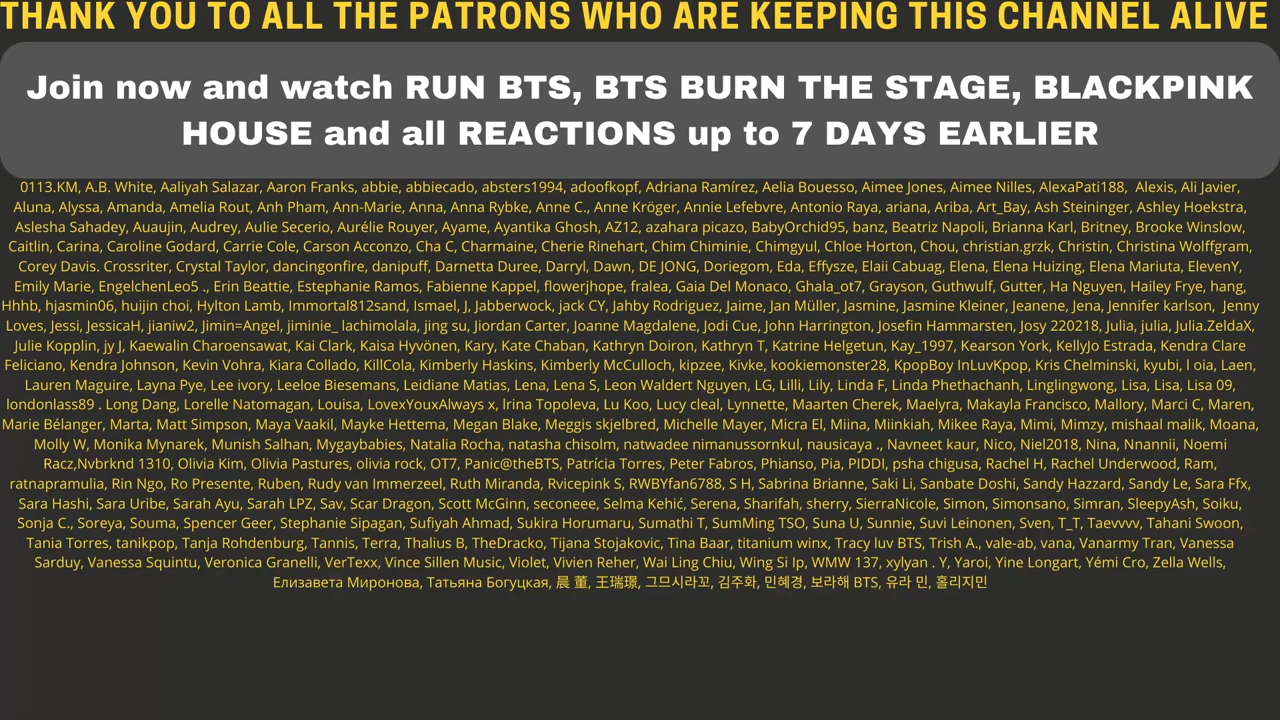 THANK YOU TO ALL THE PATRONS WHO ARE KEEPING THIS CHANNEL ALIVE
Join now and watch RUN BTS, BTS BURN THE STAGE, BLACKPINK
HOUSE and all REACTIONS up to 7 DAYS EARLIER
0113.KM, A.B. White, Aaliyah Salazar, Aaron Franks, abbie, abbiecado, absters1994, adoofkopf, Adriana Ramírez, Aelia Bouesso, Aimee Jones, Aimee Nilles, AlexaPati188, Alexis, Ali Javier,
Aluna, Alyssa, Amanda, Amelia Rout, Anh Pham, Ann-Marie, Anna, Anna Rybke, Anne C., Anne Kröger, Annie Lefebvre, Antonio Raya, ariana, Ariba, Art_Bay, Ash Steininger, Ashley Hoekstra,
Aslesha Sahadey, Auaujin, Audrey, Aulie Secerio, Aurélie Rouyer, Ayame, Ayantika Ghosh, AZ12, azahara picazo, BabyOrchid95, banz, Beatriz Napoli, Brianna Karl, Britney, Brooke Winslow,
Caitlin, Carina, Caroline Godard, Carrie Cole, Carson Acconzo, Cha C, Charmaine, Cherie Rinehart, Chim Chiminie, Chimgyul, Chloe Horton, Chou, christian.grzk, Christin, Christina Wolffgram,
Corey Davis. Crossriter, Crystal Taylor, dancingonfire, danipuff, Darnetta Duree, Darryl, Dawn, DE JONG, Doriegom, Eda, Effysze, Elaii Cabuag, Elena, Elena Huizing, Elena Mariuta, ElevenY,
Emily Marie, EngelchenLeo5 ., Erin Beattie, Estephanie Ramos, Fabienne Kappel, flowerjhope, fralea, Gaia Del Monaco, Ghala_ot7, Grayson, Guthwulf, Gutter, Ha Nguyen, Hailey Frye, hang,
Hhhb, hjasmin06, huijin choi, Hylton Lamb, Immortal812sand, Ismael, J, Jabberwock, jack CY, Jahby Rodriguez, Jaime, Jan Müller, Jasmine, Jasmine Kleiner, Jeanene, Jena, Jennifer karlson, Jenny
Loves, Jessi, JessicaH, jianiw2, Jimin=Angel, jiminie_ lachimolala, jing su, Jiordan Carter, Joanne Magdalene, Jodi Cue, John Harrington, Josefin Hammarsten, Josy 220218, Julia, julia, Julia.ZeldaX,
Julie Kopplin, jy J, Kaewalin Charoensawat, Kai Clark, Kaisa Hyvönen, Kary, Kate Chaban, Kathryn Doiron, Kathryn T, Katrine Helgetun, Kay_1997, Kearson York, KellyJo Estrada, Kendra Clare
Feliciano, Kendra Johnson, Kevin Vohra, Kiara Collado, KillCola, Kimberly Haskins, Kimberly McCulloch, kipzee, Kivke, kookiemonster28, KpopBoy InLuvKpop, Kris Chelminski, kyubi, l oia, Laen,
Lauren Maguire, Layna Pye, Lee ivory, Leeloe Biesemans, Leidiane Matias, Lena, Lena S, Leon Waldert Nguyen, LG, Lilli, Lily, Linda F, Linda Phethachanh, Linglingwong, Lisa, Lisa, Lisa 09,
londonlass89 . Long Dang, Lorelle Natomagan, Louisa, LovexYouxAlways x, lrina Topoleva, Lu Koo, Lucy cleal, Lynnette, Maarten Cherek, Maelyra, Makayla Francisco, Mallory, Marci C, Maren,
Marie Bélanger, Marta, Matt Simpson, Maya Vaakil, Mayke Hettema, Megan Blake, Meggis skjelbred, Michelle Mayer, Micra El, Miina, Miinkiah, Mikee Raya, Mimi, Mimzy, mishaal malik, Moana,
Molly W, Monika Mynarek, Munish Salhan, Mygaybabies, Natalia Rocha, natasha chisolm, natwadee nimanussornkul, nausicaya ., Navneet kaur, Nico, Niel2018, Nina, Nnannii, Noemi
Racz,Nvbrknd 1310, Olivia Kim, Olivia Pastures, olivia rock, OT7, Panic@theBTS, Patrícia Torres, Peter Fabros, Phianso, Pia, PIDDI, psha chigusa, Rachel H, Rachel Underwood, Ram,
ratnapramulia, Rin Ngo, Ro Presente, Ruben, Rudy van Immerzeel, Ruth Miranda, Rvicepink S, RWBYfan6788, S H, Sabrina Brianne, Saki Li, Sanbate Doshi, Sandy Hazzard, Sandy Le, Sara Ffx,
Sara Hashi, Sara Uribe, Sarah Ayu, Sarah LPZ, Sav, Scar Dragon, Scott McGinn, seconeee, Selma Kehić, Serena, Sharifah, sherry, SierraNicole, Simon, Simonsano, Simran, SleepyAsh, Soiku,
Sonja C., Soreya, Souma, Spencer Geer, Stephanie Sipagan, Sufiyah Ahmad, Sukira Horumaru, Sumathi T, SumMing TSO, Suna U, Sunnie, Suvi Leinonen, Sven, T_T, Taevvvv, Tahani Swoon,
Tania Torres, tanikpop, Tanja Rohdenburg, Tannis, Terra, Thalius B, TheDracko, Tijana Stojakovic, Tina Baar, titanium winx, Tracy luv BTS, Trish A., vale-ab, vana, Vanarmy Tran, Vanessa
Sarduy, Vanessa Squintu, Veronica Granelli, VerTexx, Vince Sillen Music, Violet, Vivien Reher, Wai Ling Chiu, Wing Si Ip, WMW 137, xylyan . Y, Yaroi, Yine Longart, Yémi Cro, Zella Wells,
Елизавета Миронова, Татьяна Богуцкая, 晨 董, 王瑞璟, 그므시라꼬, 김주화, 민혜경, 보라해 BTS, 유라 민, 홀리지민